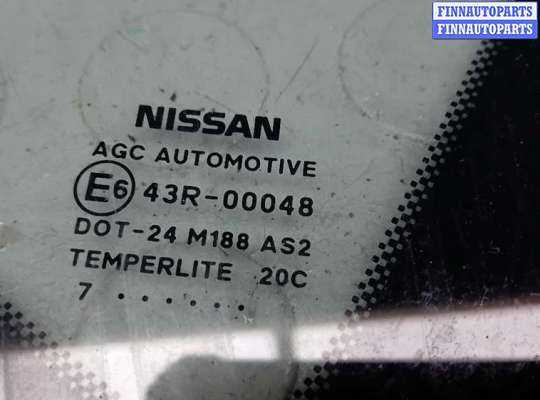 FINNAUTOPARTS
FINNAUTOPARTS
NISSAN
AGC AUTOMOTIVE
E6 43R-00048
DOT-24 M188 AS2
TEMPERLITE 20C
7 . . . . . . .